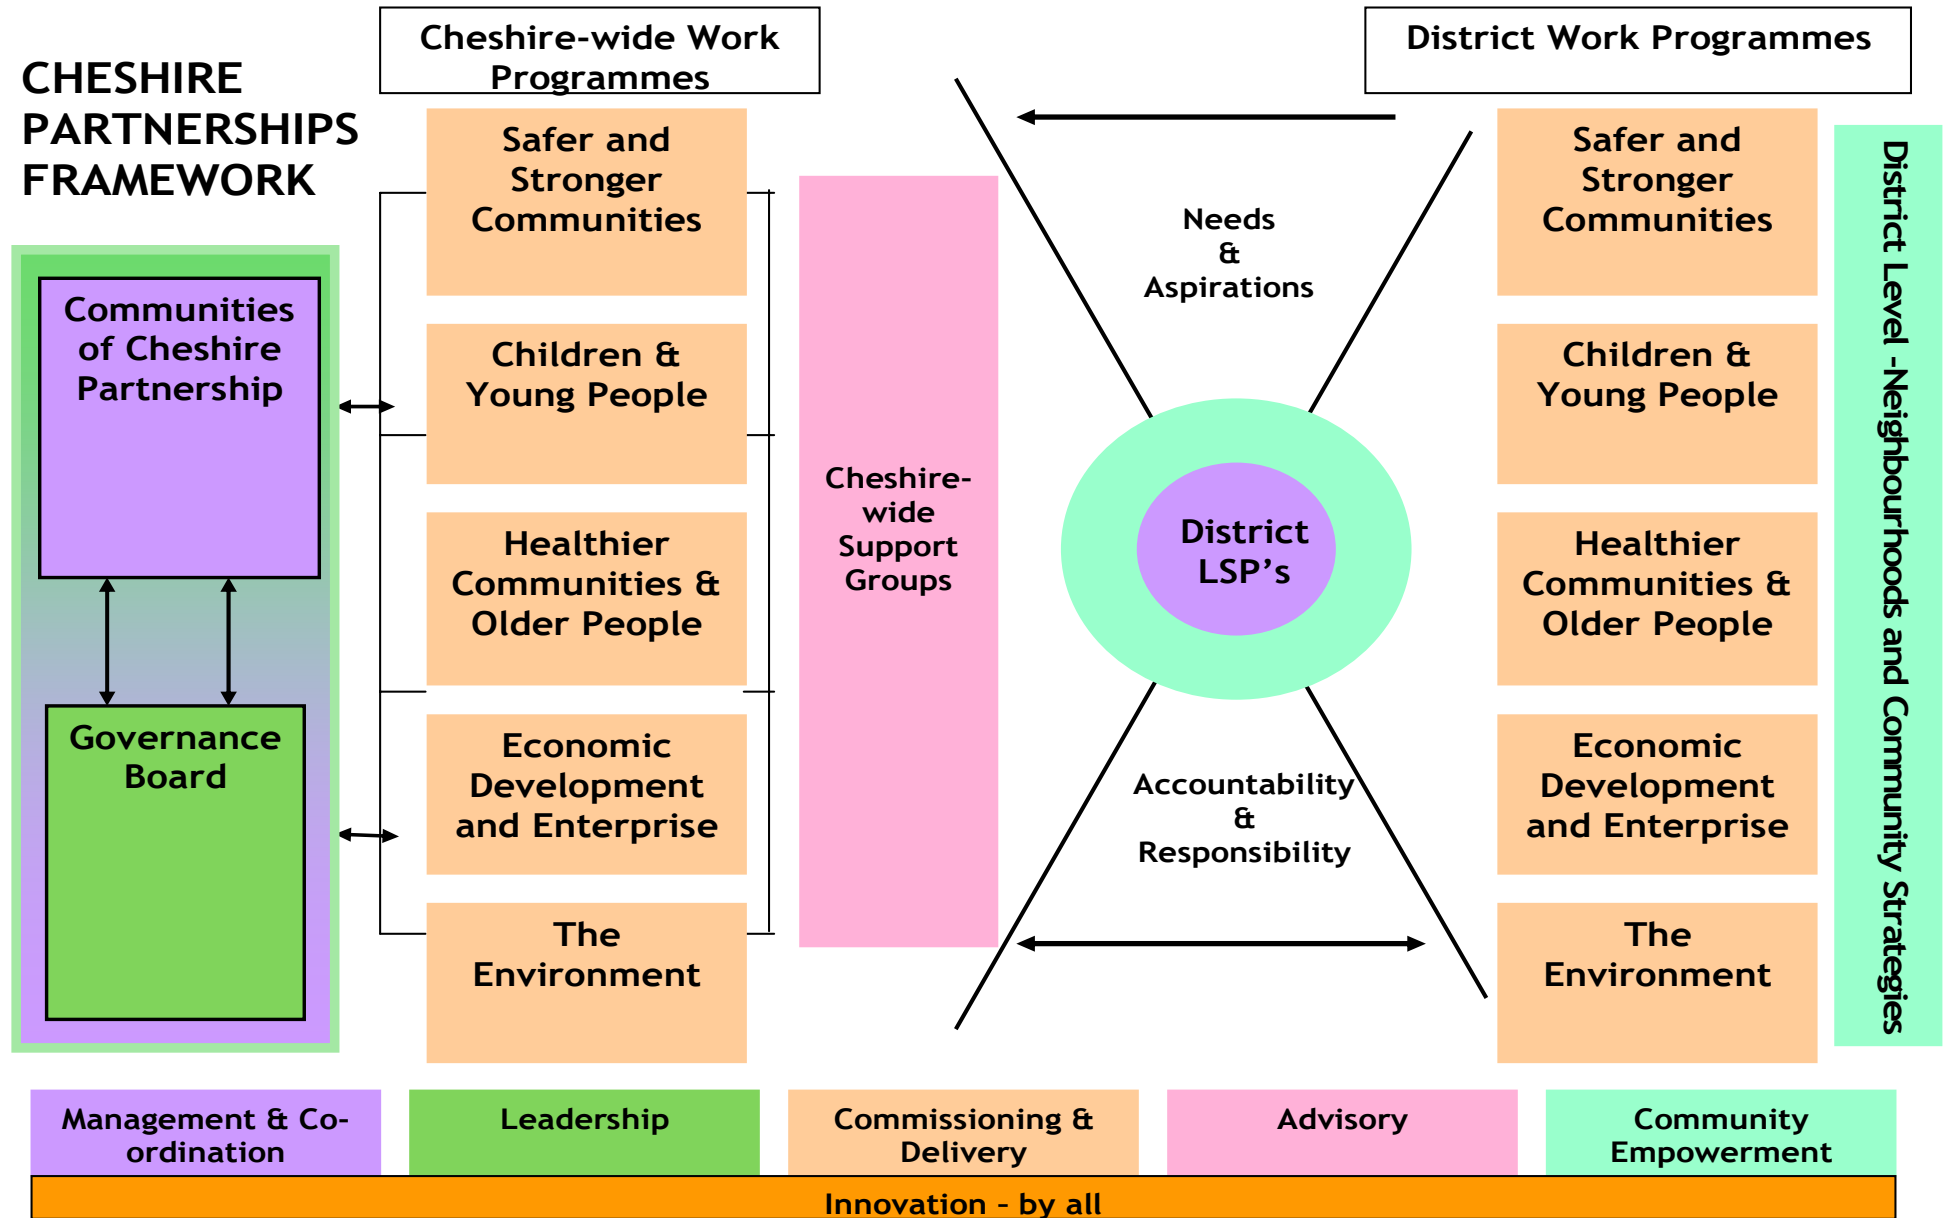 CHESHIRE
PARTNERSHIPS
FRAMEWORK
Cheshire-wide Work
Programmes
District Work Programmes
Communities
of Cheshire
Partnership
Governance
Board
Safer and
Stronger
Communities
Children &
Young People
Healthier
Communities &
Older People
Economic
Development
and Enterprise
The
Environment
Cheshire-
wide
Support
Groups
Needs
&
Aspirations
District
LSP’s
Accountability
&
Responsibility
Safer and
Stronger
Communities
Children &
Young People
Healthier
Communities &
Older People
Economic
Development
and Enterprise
The
Environment
District Level -Neighbourhoods and Community Strategies
Management & Co-
ordination
Leadership
Commissioning &
Delivery
Advisory
Community
Empowerment
Innovation - by all